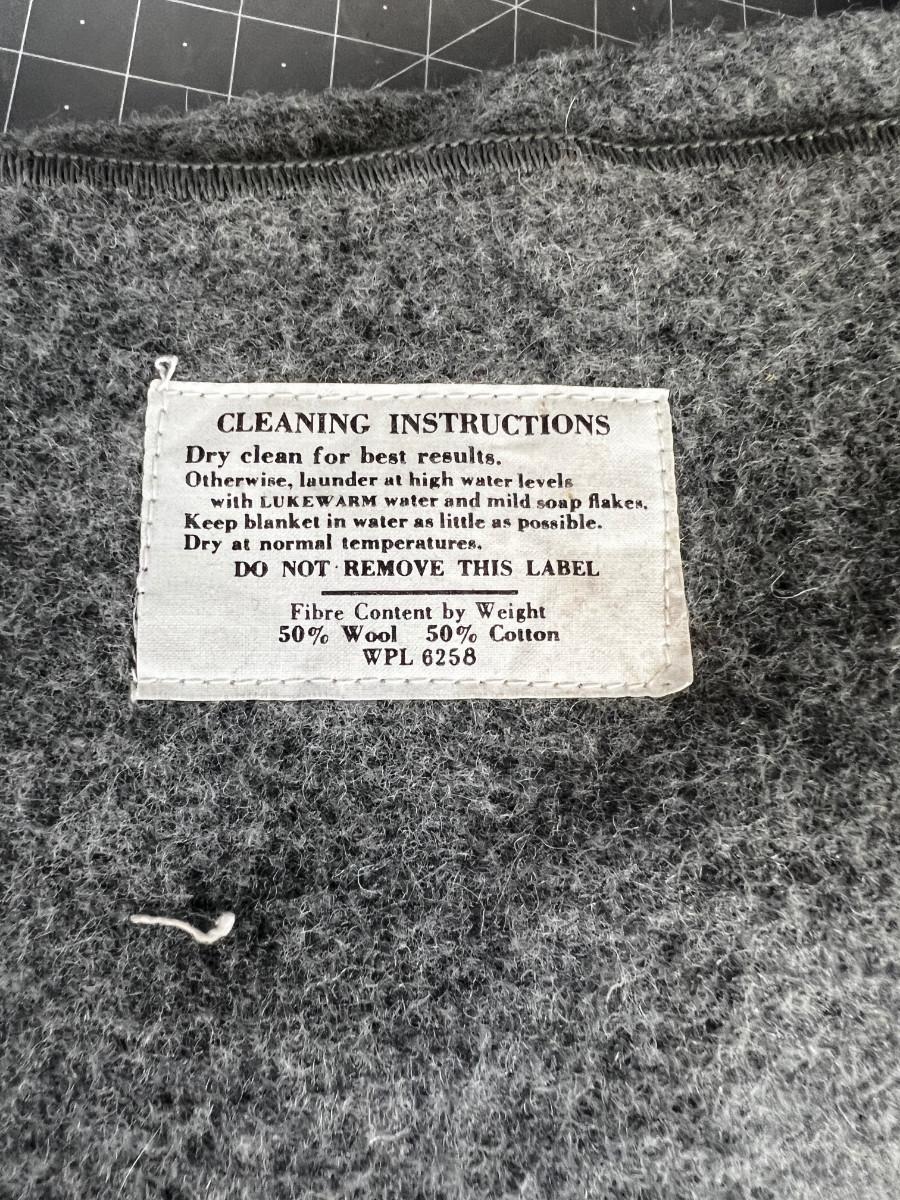 CLEANING INSTRUCTIONS
Dry clean for best results.
Otherwise, launder at high water levels
with LUKEWARM water and mild soap flakes.
Keep blanket in water as little as possible.
Dry at normal temperatures.
DO NOT REMOVE THIS LABEL
Fibre Content by Weight
50% Wool 50% Cotton
WPL 6258